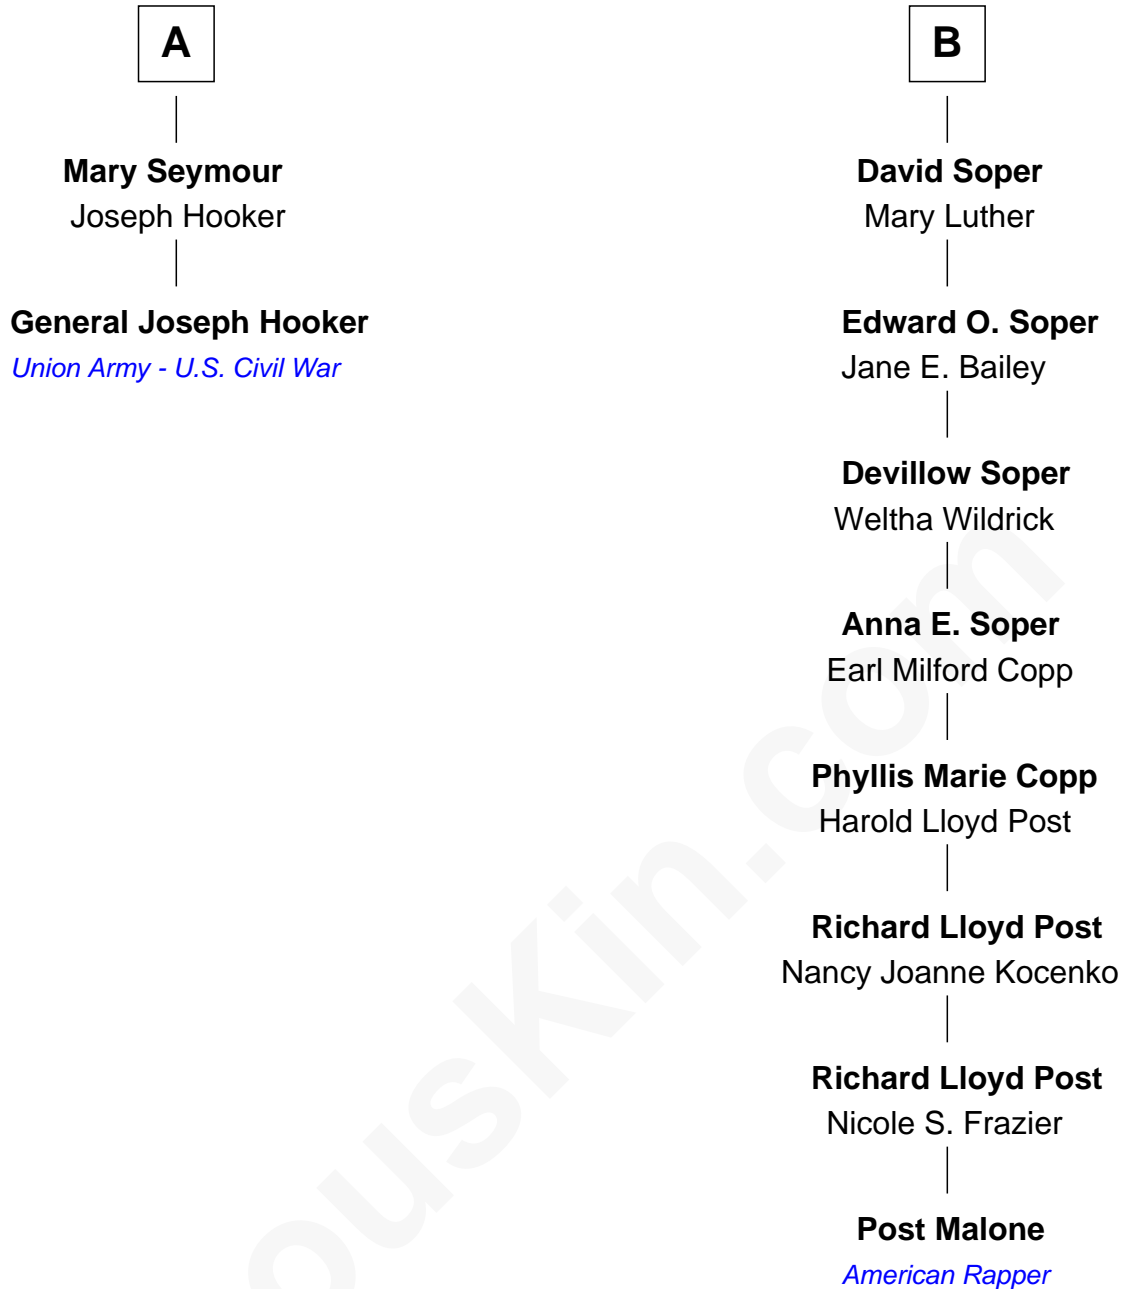 A
Mary Seymour
Joseph Hooker
General Joseph Hooker
Union Army - U.S. Civil War
B
David Soper
Mary Luther
Edward O. Soper
Jane E. Bailey
Devillow Soper
Weltha Wildrick
Anna E. Soper
Earl Milford Copp
Phyllis Marie Copp
Harold Lloyd Post
Richard Lloyd Post
Nancy Joanne Kocenko
Richard Lloyd Post
Nicole S. Frazier
Post Malone
American Rapper
ousKin.com